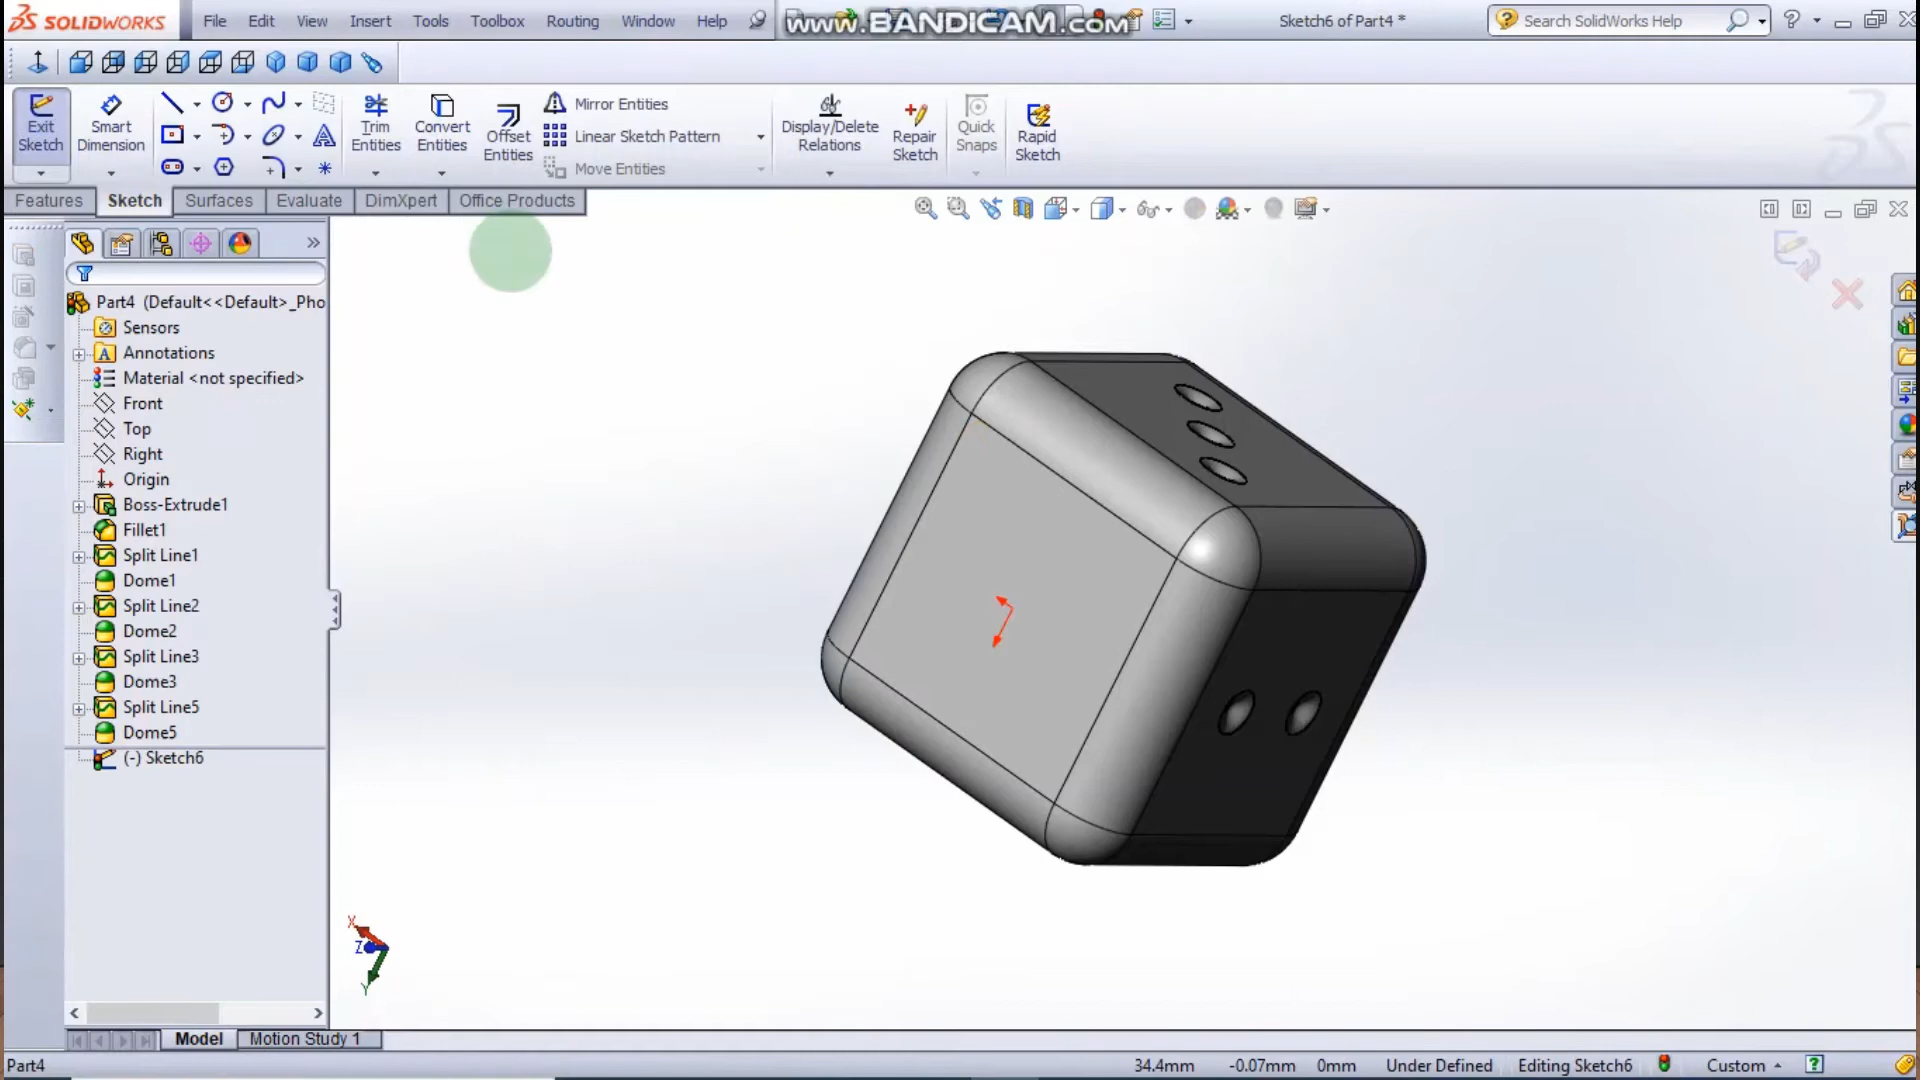 SOLIDWORKS File Edit View Insert Tools Toolbox Routing Window Help www.BANDICAM.com Sketch6 of Part4 * Search SolidWorks Help
Exit Sketch
Smart Dimension
Trim Entities
Convert Entities
Offset Entities
Mirror Entities
Linear Sketch Pattern
Move Entities
Display/Delete Relations
Repair Sketch
Quick Snaps
Rapid Sketch
Features Sketch Surfaces Evaluate DimXpert Office Products
Part4 (Default<<Default>_Pho
Sensors
Annotations
Material <not specified>
Front
Top
Right
Origin
Boss-Extrude1
Fillet1
Split Line1
Dome1
Split Line2
Dome2
Split Line3
Dome3
Split Line5
Dome5
(-) Sketch6
X
Z
Y
Model Motion Study 1
Part4 34.4mm -0.07mm 0mm Under Defined Editing Sketch6 Custom